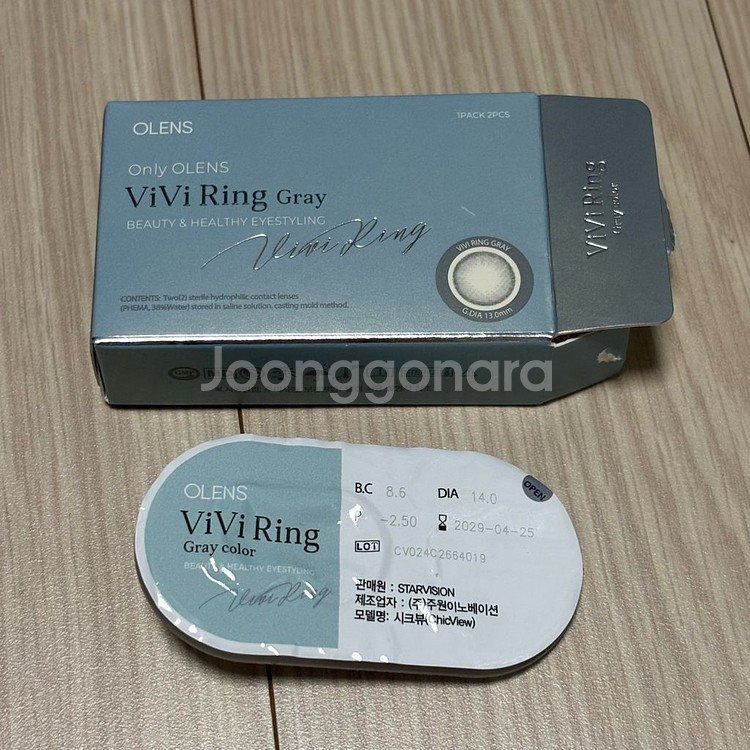 OLENS
1PACK 2PCS
Only OLENS
ViVi Ring Gray
BEAUTY & HEALTHY EYESTYLING
ViVi Ring
VIVI RING GRAY
G.DIA 13.0mm
CONTENTS: Two(2) sterile hydrophilic contact lenses
(PHEMA, 38%Water) stored in saline solution. casting mold method.
ViVi Ring
Gray color
Joonggonara
OLENS
ViVi Ring
Gray color
BEAUTY & HEALTHY EYESTYLING
ViVi Ring
B.C 8.6 DIA 14.0
OPEN
P -2.50 2029-04-25
LOT CV024C2664019
판매원 : STARVISION
제조업자 : (주)주원이노베이션
모델명: 시크뷰(ChicView)